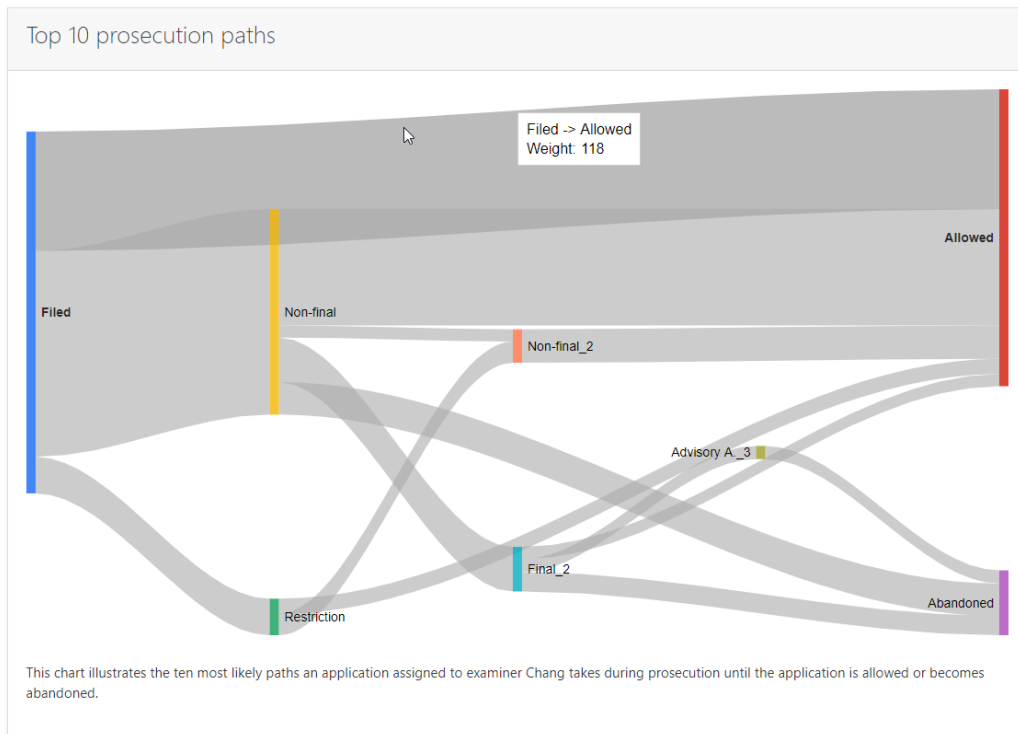 Top 10 prosecution paths
Filed -> Allowed
Weight: 118
Allowed
Filed
Non-final
Non-final_2
Advisory A._3
Final_2
Abandoned
Restriction
This chart illustrates the ten most likely paths an application assigned to examiner Chang takes during prosecution until the application is allowed or becomes
abandoned.